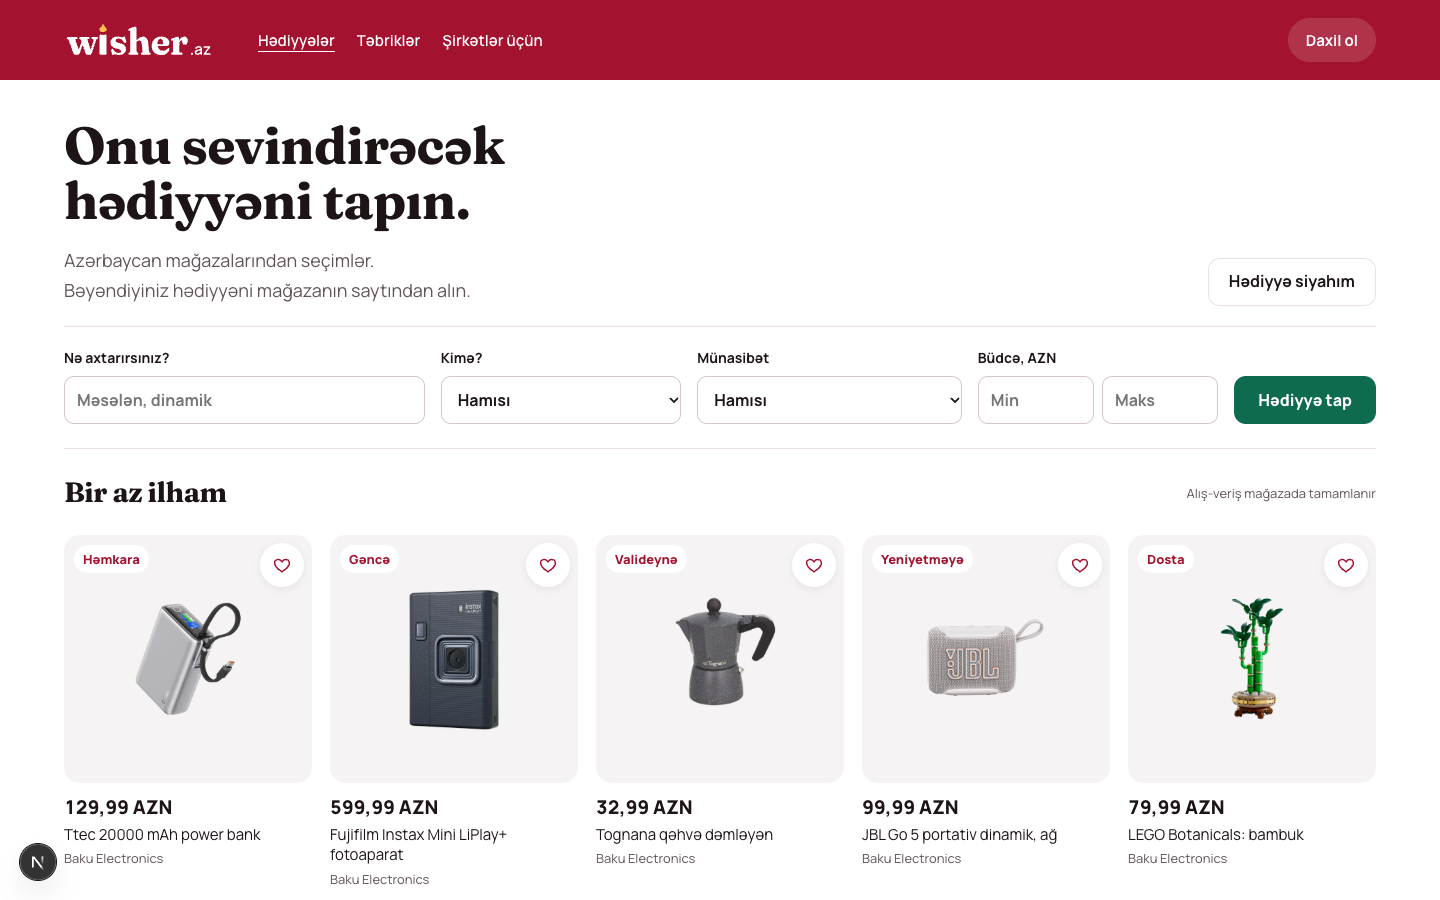 wisher.az
Hədiyyələr
Təbriklər
Şirkətlər üçün
Daxil ol
Onu sevindirəcək
hədiyyəni tapın.
Azərbaycan mağazalarından seçimlər.
Bəyəndiyiniz hədiyyəni mağazanın saytından alın.
Hədiyyə siyahım
Nə axtarırsınız?
Kimə?
Münasibət
Büdcə, AZN
Məsələn, dinamik
Hamısı
Hamısı
Min
Maks
Hədiyyə tap
Bir az ilham
Alış-veriş mağazada tamamlanır
Həmkara
Gəncə
Valideynə
Yeniyetməyə
Dosta
instax
Tognana
JBL
129,99 AZN
Ttec 20000 mAh power bank
Baku Electronics
599,99 AZN
Fujifilm Instax Mini LiPlay+
fotoaparat
Baku Electronics
32,99 AZN
Tognana qəhvə dəmləyən
Baku Electronics
99,99 AZN
JBL Go 5 portativ dinamik, ağ
Baku Electronics
79,99 AZN
LEGO Botanicals: bambuk
Baku Electronics
N